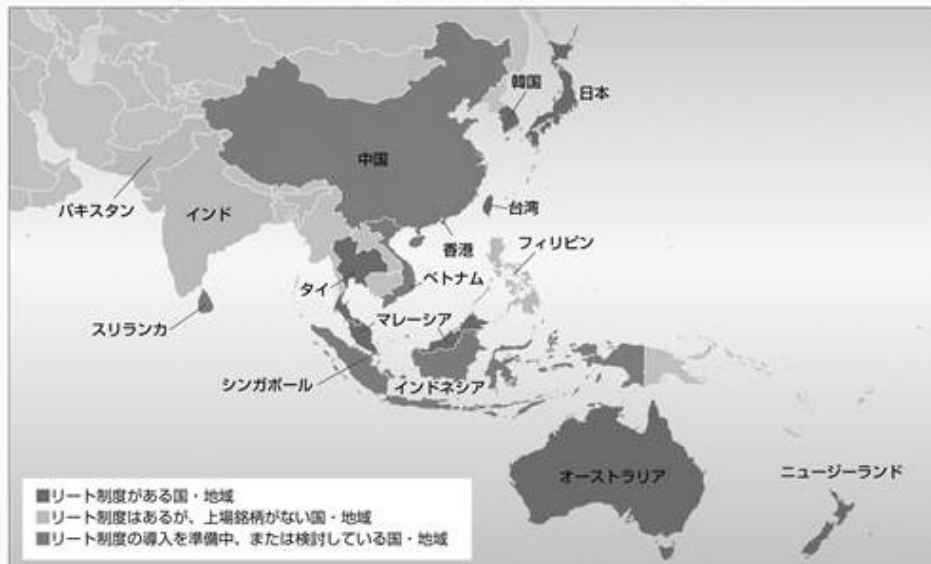 韓国
日本
中国
パキスタン
インド
台湾
香港
フィリピン
タイ
ベトナム
スリランカ
マレーシア
シンガポール
インドネシア
オーストラリア
ニュージーランド
■リート制度がある国・地域
■リート制度はあるが、上場銘柄がない国・地域
■リート制度の導入を準備中、または検討している国・地域